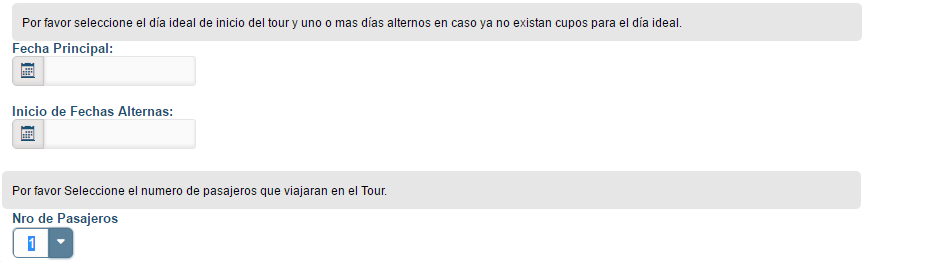 Por favor seleccione el día ideal de inicio del tour y uno o mas días alternos en caso ya no existan cupos para el día ideal.
Fecha Principal:
Inicio de Fechas Alternas:
Por favor Seleccione el numero de pasajeros que viajaran en el Tour.
Nro de Pasajeros
1